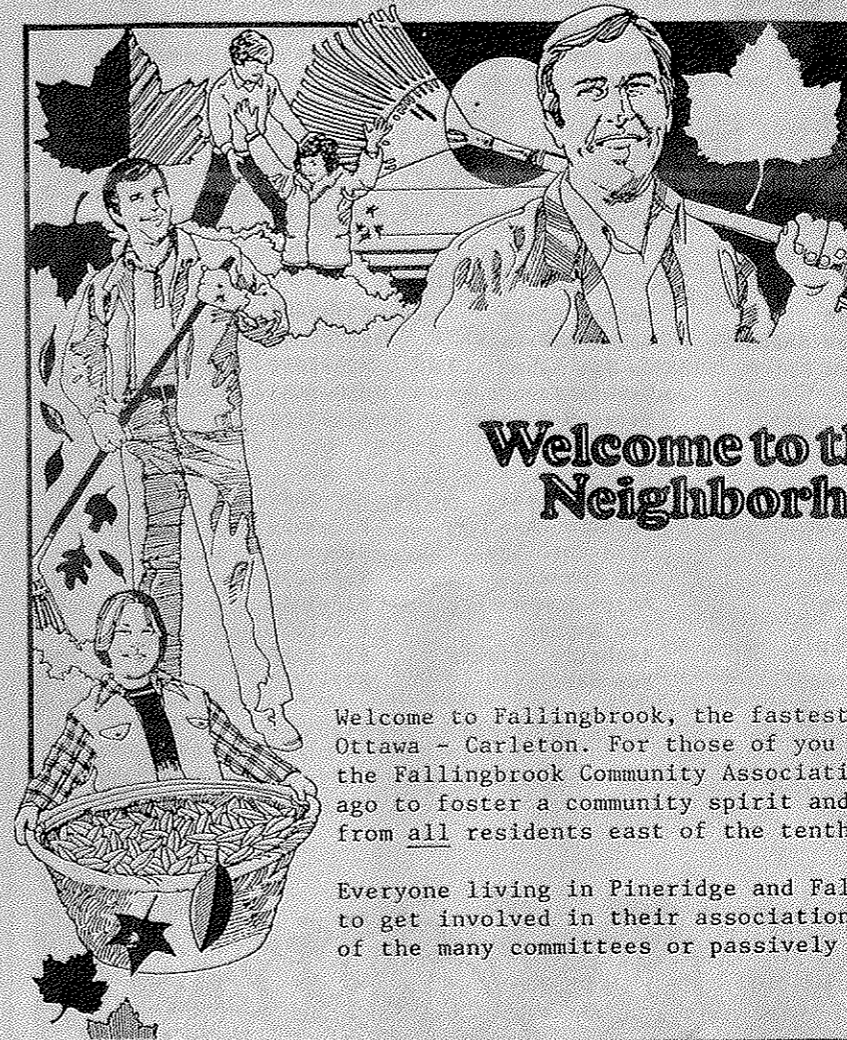 Welcome to th
Neighborh
Welcome to Fallingbrook, the fastest
Ottawa - Carleton. For those of you
the Fallingbrook Community Associati
ago to foster a community spirit and
from all residents east of the tenth
Everyone living in Pineridge and Fal
to get involved in their association
of the many committees or passively